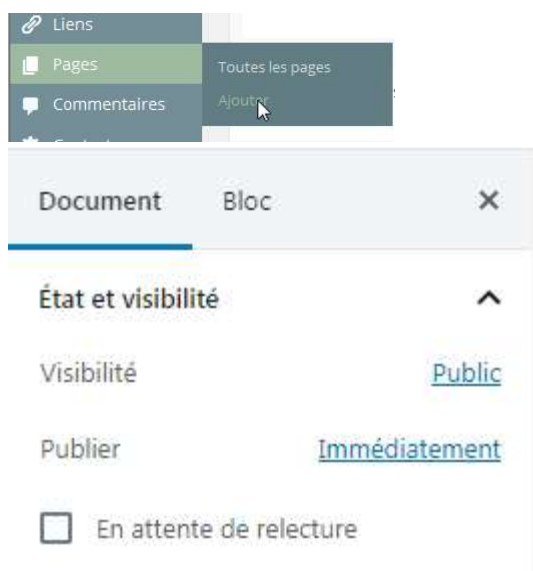 Liens
Pages
Toutes les pages
Commentaires
Ajouter
Document Bloc
État et visibilité
Visibilité Public
Publier Immédiatement
En attente de relecture